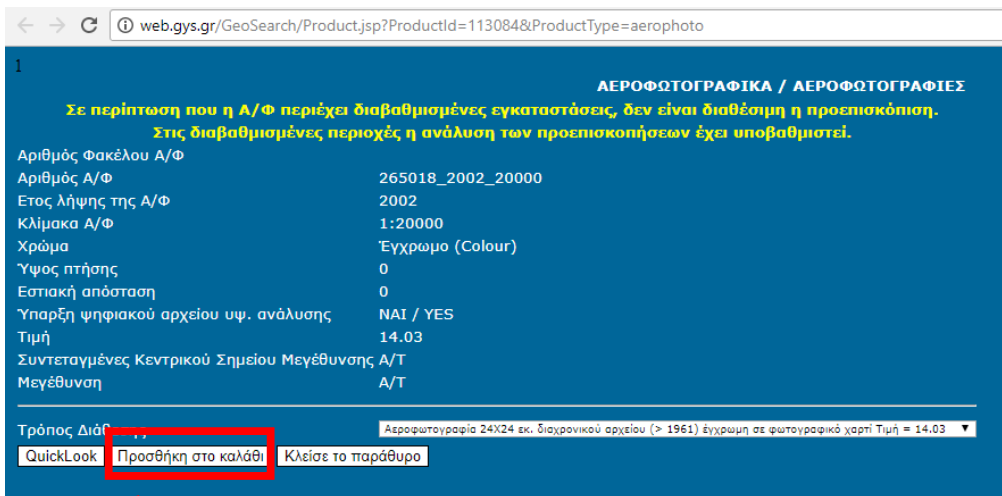 web.gys.gr/GeoSearch/Product.jsp?ProductId=113084&ProductType=aerophoto
1
ΑΕΡΟΦΩΤΟΓΡΑΦΙΚΑ / ΑΕΡΟΦΩΤΟΓΡΑΦΙΕΣ
Σε περίπτωση που η Α/Φ περιέχει διαβαθμισμένες εγκαταστάσεις, δεν είναι διαθέσιμη η προεπισκόπιση.
Στις διαβαθμισμένες περιοχές η ανάλυση των προεπισκοπήσεων έχει υποβαθμιστεί.
Αριθμός Φακέλου Α/Φ
Αριθμός Α/Φ 265018_2002_20000
Ετος λήψης της Α/Φ 2002
Κλίμακα Α/Φ 1:20000
Χρώμα Έγχρωμο (Colour)
Ύψος πτήσης 0
Εστιακή απόσταση 0
Ύπαρξη ψηφιακού αρχείου υψ. ανάλυσης ΝΑΙ / YES
Τιμή 14.03
Συντεταγμένες Κεντρικού Σημείου Μεγέθυνσης Α/Τ
Μεγέθυνση Α/Τ
Τρόπος Αεροφωτογραφία 24Χ24 εκ. διαχρονικού αρχείου (> 1961) έγχρωμη σε φωτογραφικό χαρτί Τιμή = 14.03
QuickLook Προσθήκη στο καλάθι Κλείσε το παράθυρο